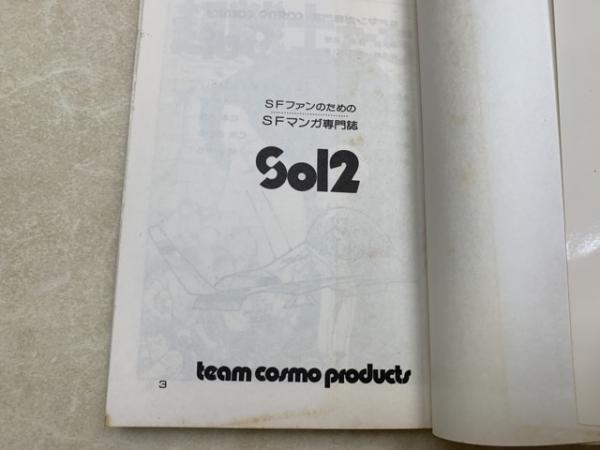 SFファンのための
SFマンガ専門誌
Sol2
team cosmo products
3